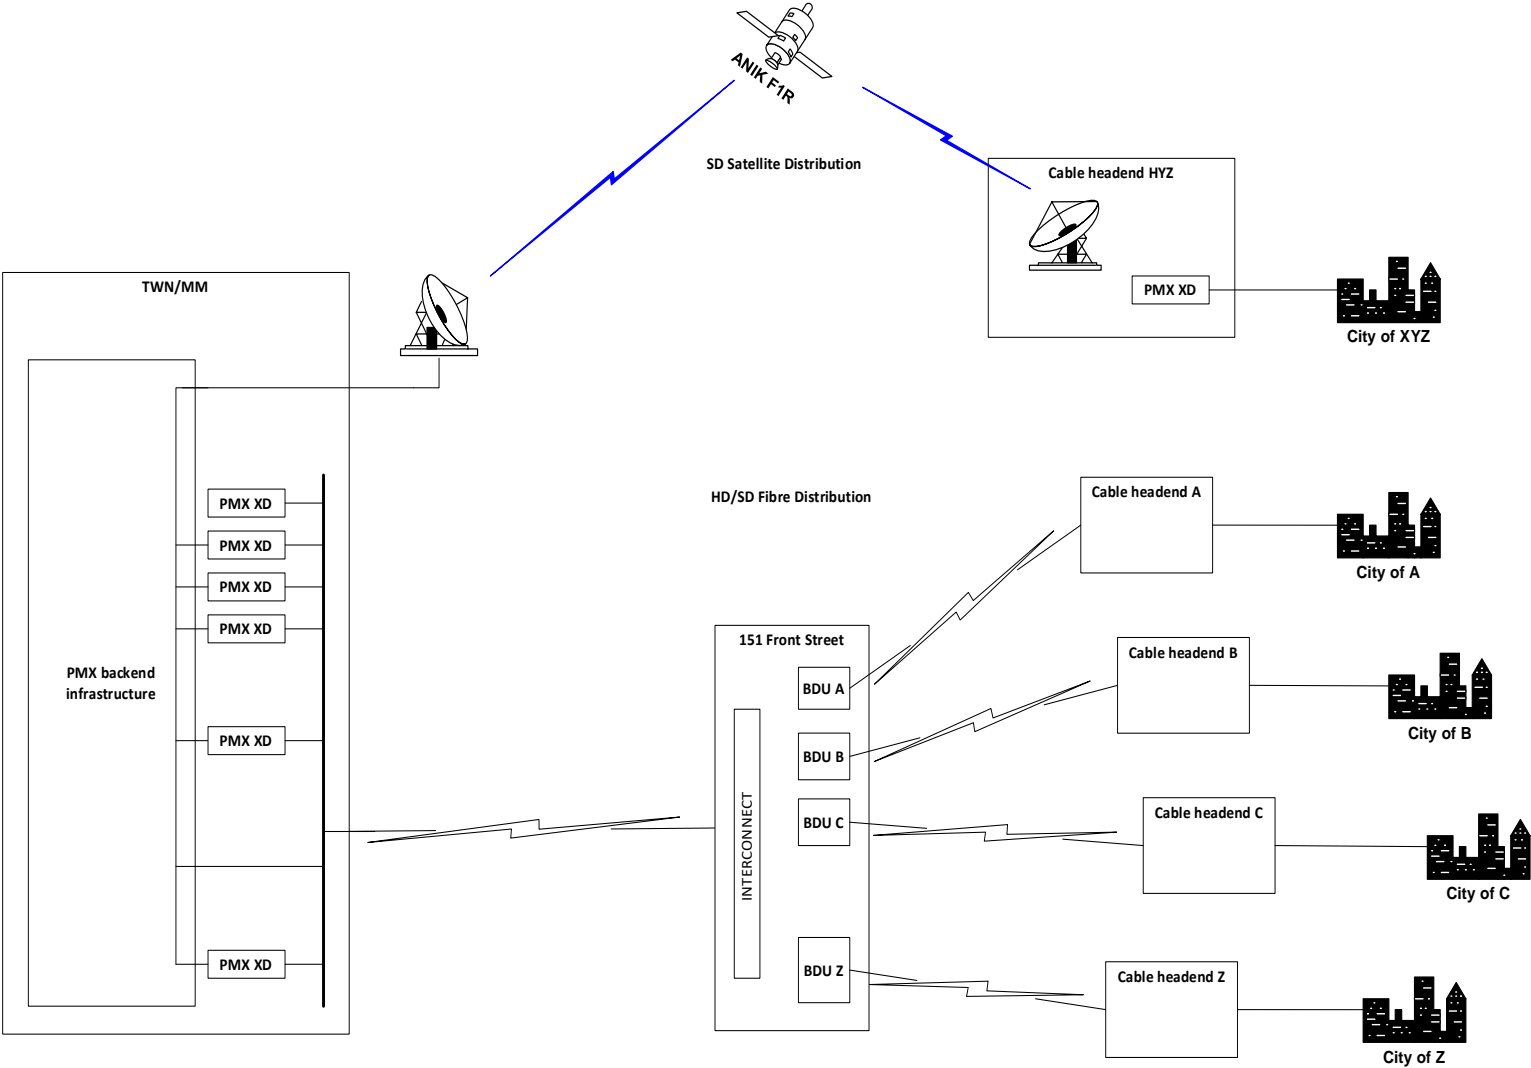 ANIK F1R
SD Satellite Distribution
Cable headend HYZ
PMX XD
City of XYZ
TWN/MM
PMX XD
PMX XD
PMX XD
PMX XD
PMX backend
infrastructure
PMX XD
PMX XD
HD/SD Fibre Distribution
151 Front Street
INTERCONNECT
BDU A
BDU B
BDU C
BDU Z
Cable headend A
City of A
Cable headend B
City of B
Cable headend C
City of C
Cable headend Z
City of Z